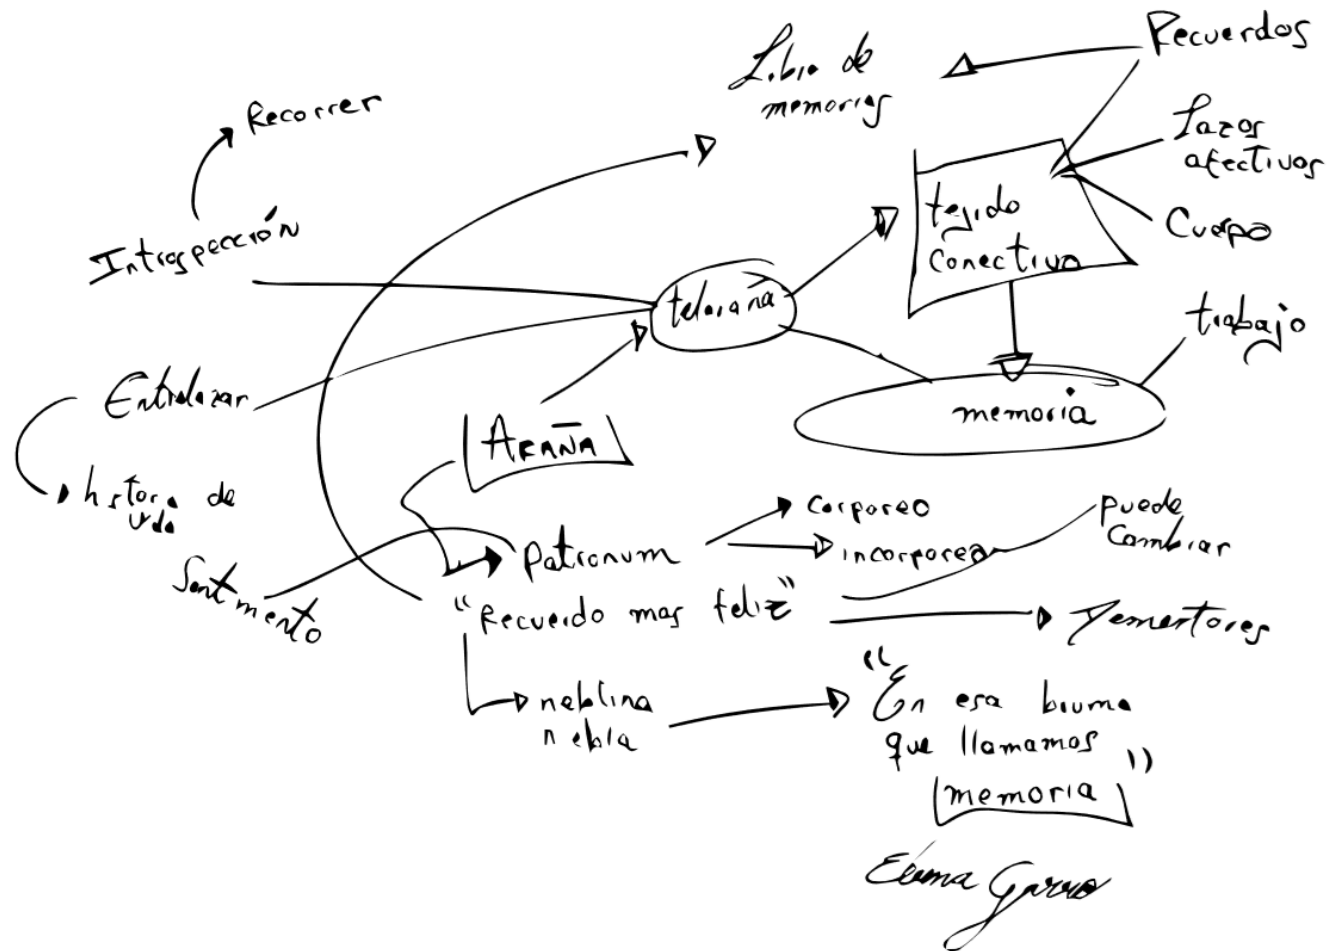 Recuerdos
Libro de
memorias
Recorrer
Lazos
afectivos
tejido
conectivo
Cuerpo
Introspección
telaraña
trabajo
memoria
Entrelazar
ARAÑA
historia de
vida
corporeo
incorporeo
puede
cambiar
Patronum
Sentimento
"Recuerdo mas feliz"
Dementores
neblina
niebla
"En esa bruma
que llamamos
memoria"
Elena Garro